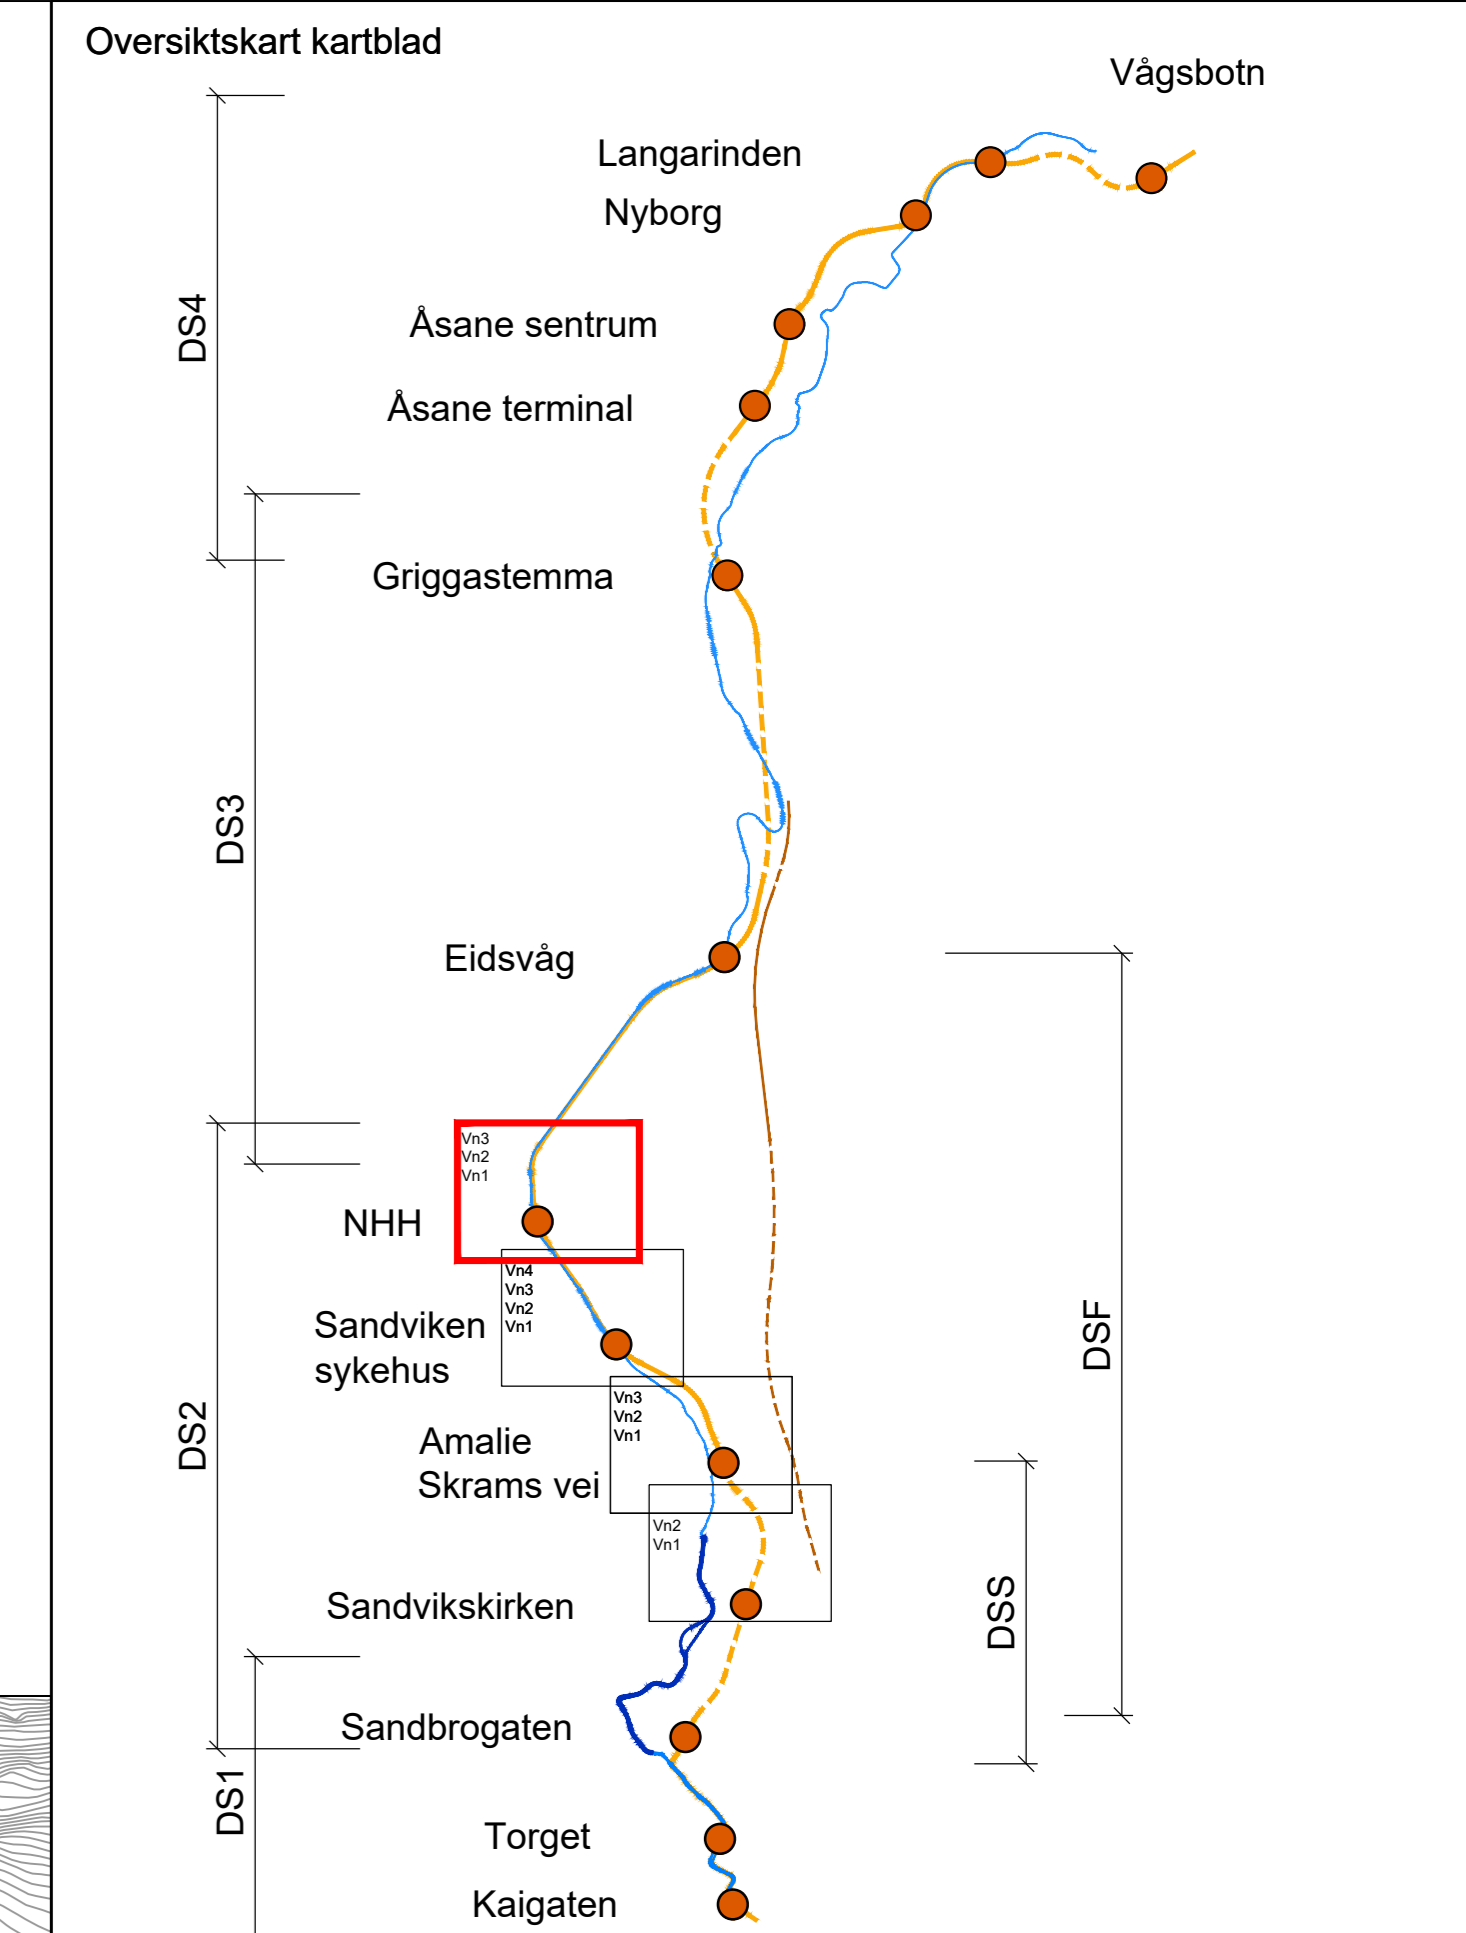 Oversiktskart kartblad
Vågsbotn
Langarinden
Nyborg
DS4
Åsane sentrum
Åsane terminal
Griggastemma
DS3
Eidsvåg
Vn3
Vn2
Vn1
NHH
Vn4
Vn3
Vn2
Vn1
Sandviken
sykehus
DSF
DS2
Vn3
Vn2
Vn1
Amalie
Skrams vei
Vn2
Vn1
Sandvikskirken
DSS
Sandbrogaten
DS1
Torget
Kaigaten